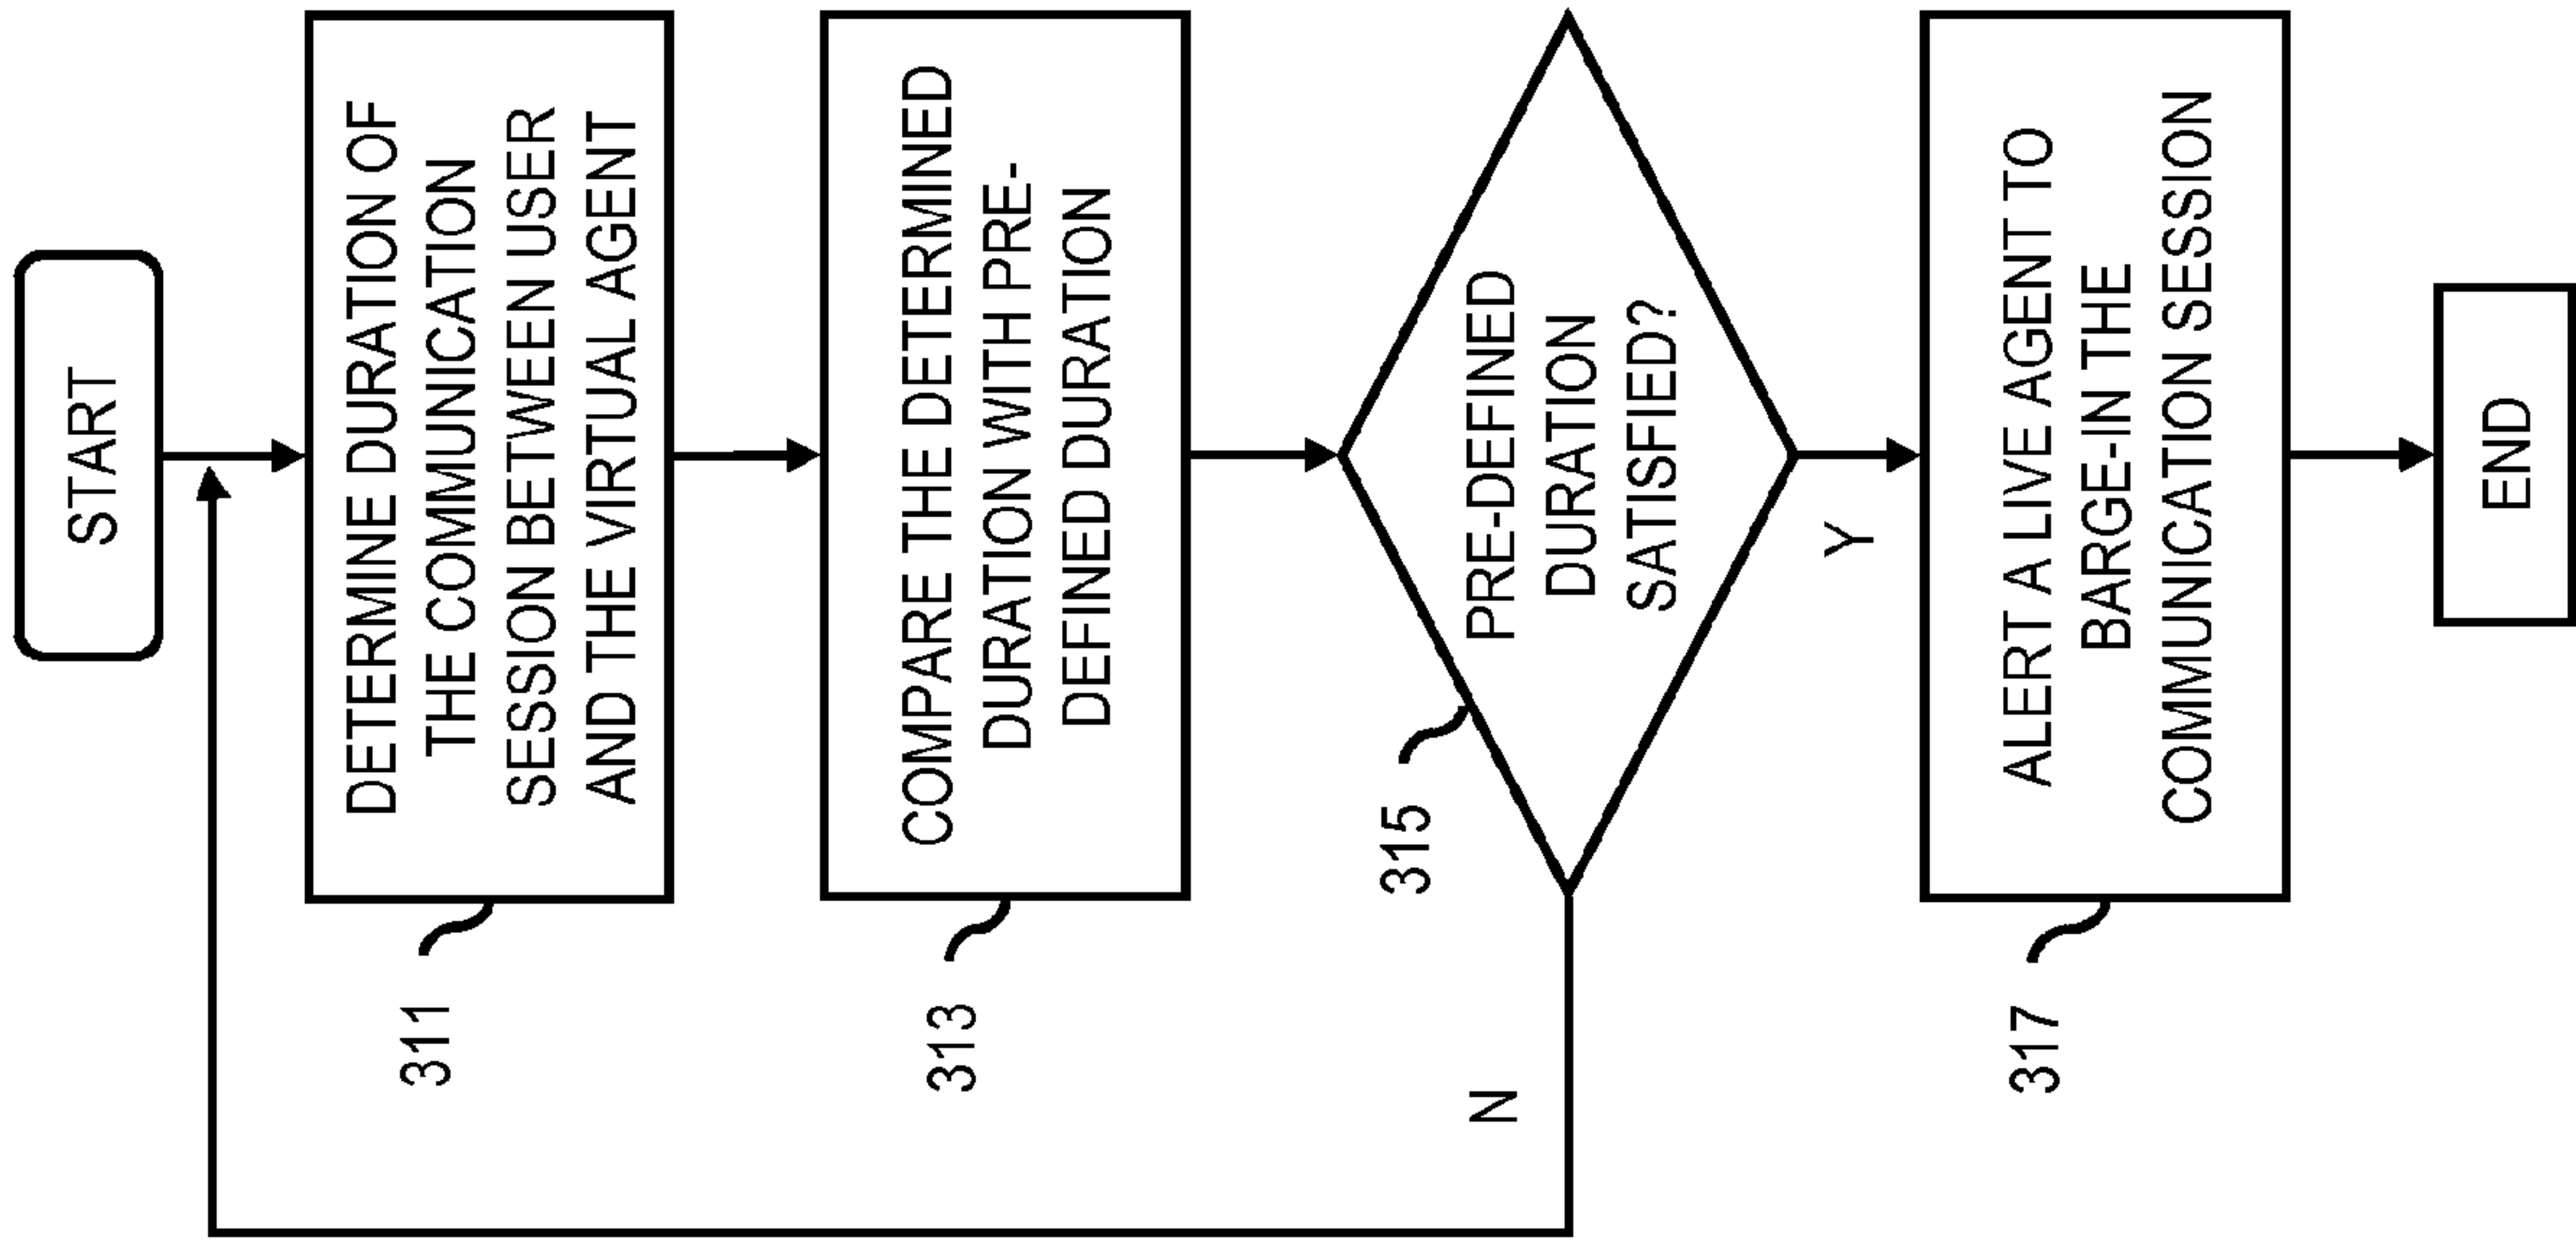 START
DETERMINE DURATION OF
THE COMMUNICATION
SESSION BETWEEN USER
AND THE VIRTUAL AGENT
311
COMPARE THE DETERMINED
DURATION WITH PRE-
DEFINED DURATION
313
PRE-DEFINED
DURATION
SATISFIED?
315
N
Y
ALERT A LIVE AGENT TO
BARGE-IN THE
COMMUNICATION SESSION
317
END